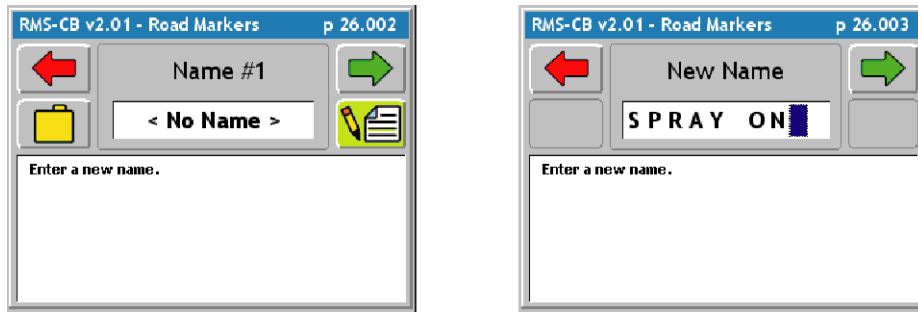 RMS-CB v2.01 - Road Markers p 26.002
Name #1
< No Name >
Enter a new name.
RMS-CB v2.01 - Road Markers p 26.003
New Name
SPRAY ON
Enter a new name.